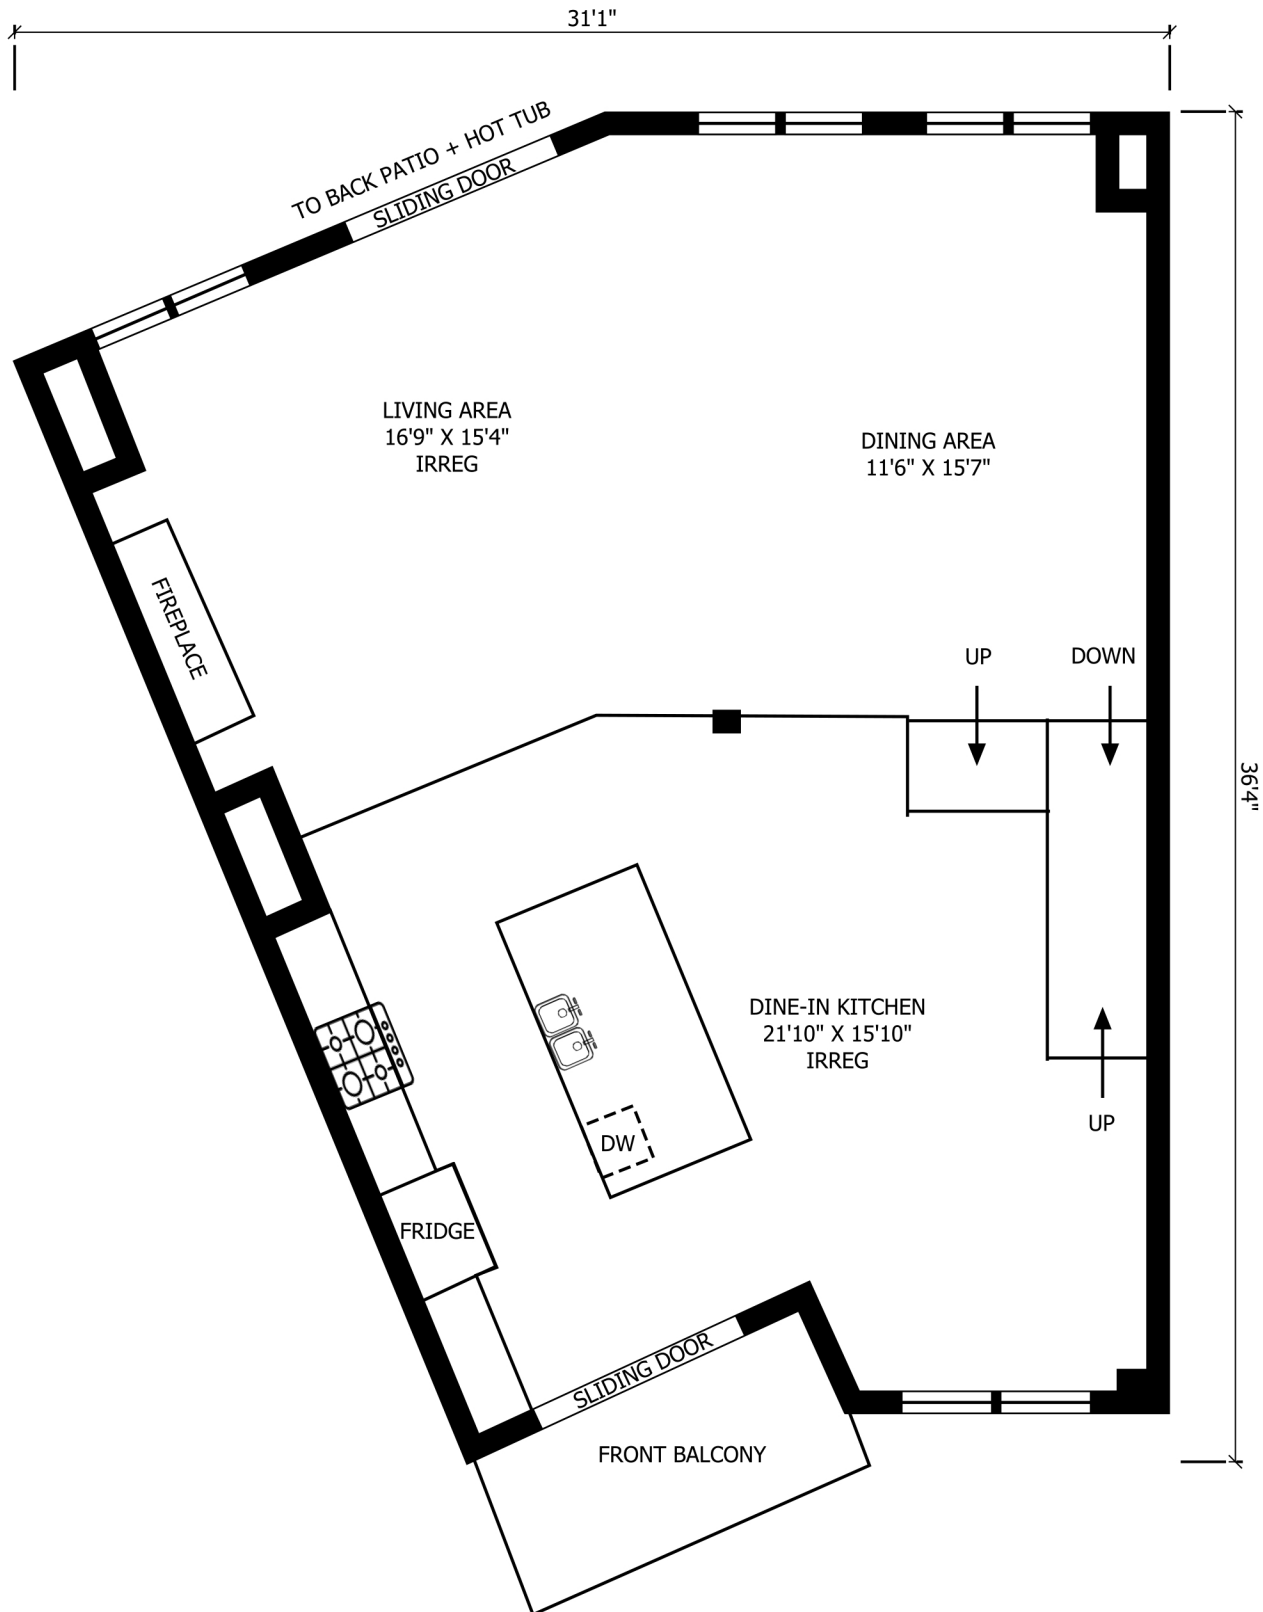 31'1"
TO BACK PATIO + HOT TUB
SLIDING DOOR
LIVING AREA
16'9" X 15'4"
IRREG
DINING AREA
11'6" X 15'7"
FIREPLACE
UP
DOWN
36'4"
DINE-IN KITCHEN
21'10" X 15'10"
IRREG
UP
DW
FRIDGE
SLIDING DOOR
FRONT BALCONY